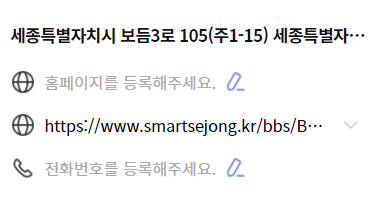 세종특별자치시 보듬3로 105(주1-15) 세종특별자…
홈페이지를 등록해주세요.
https://www.smartsejong.kr/bbs/B…
전화번호를 등록해주세요.